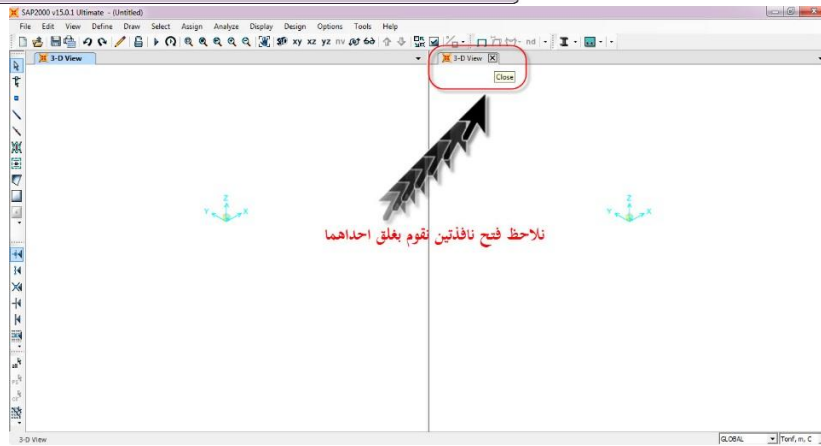 SAP2000 v15.0.1 Ultimate - (Untitled)
File Edit View Define Draw Select Assign Analyze Display Design Options Tools Help
xy xz yz nv nd
3-D View
3-D View
Close
Z
Y X
Z
Y X
نلاحظ فتح نافذتين نقوم بغلق احداهما
3-D View
GLOBAL
Tonf, m, C